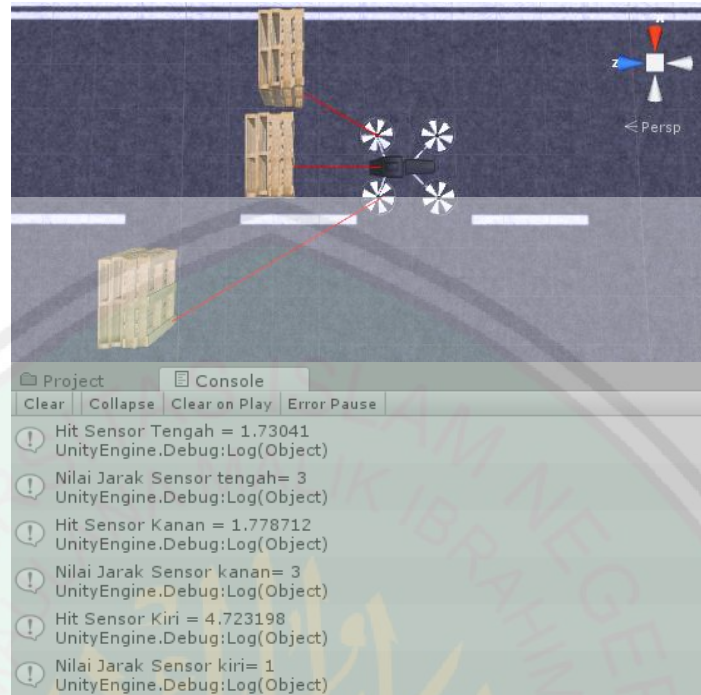 z
Persp
Project
Console
Clear Collapse Clear on Play Error Pause
Hit Sensor Tengah = 1.73041
UnityEngine.Debug:Log(Object)
Nilai Jarak Sensor tengah= 3
UnityEngine.Debug:Log(Object)
Hit Sensor Kanan = 1.778712
UnityEngine.Debug:Log(Object)
Nilai Jarak Sensor kanan= 3
UnityEngine.Debug:Log(Object)
Hit Sensor Kiri = 4.723198
UnityEngine.Debug:Log(Object)
Nilai Jarak Sensor kiri= 1
UnityEngine.Debug:Log(Object)